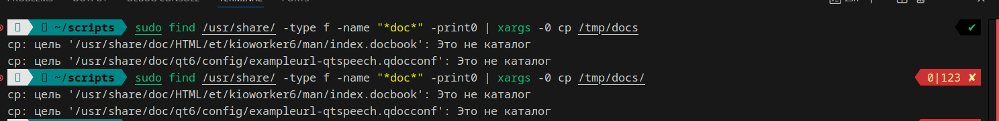 TERMINAL
~/scripts sudo find /usr/share/ -type f -name "*doc*" -print0 | xargs -0 cp /tmp/docs ✔
cp: цель '/usr/share/doc/HTML/et/kioworker6/man/index.docbook': Это не каталог
cp: цель '/usr/share/doc/qt6/config/exampleurl-qtspeech.qdocconf': Это не каталог
~/scripts sudo find /usr/share/ -type f -name "*doc*" -print0 | xargs -0 cp /tmp/docs/ 0|123 ✘
cp: цель '/usr/share/doc/HTML/et/kioworker6/man/index.docbook': Это не каталог
cp: цель '/usr/share/doc/qt6/config/exampleurl-qtspeech.qdocconf': Это не каталог